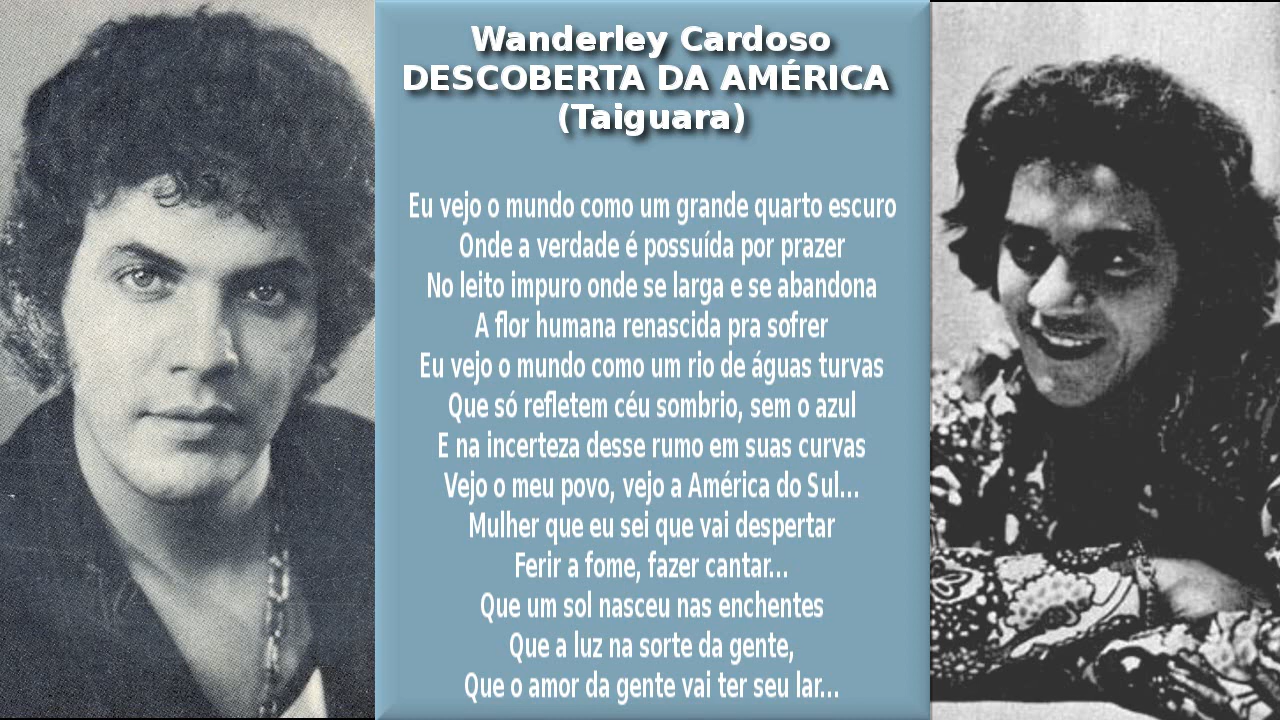 Wanderley Cardoso
DESCOBERTA DA AMÉRICA
(Taiguara)
Eu vejo o mundo como um grande quarto escuro
Onde a verdade é possuída por prazer
No leito impuro onde se larga e se abandona
A flor humana renascida pra sofrer
Eu vejo o mundo como um rio de águas turvas
Que só refletem céu sombrio, sem o azul
E na incerteza desse rumo em suas curvas
Vejo o meu povo, vejo a América do Sul...
Mulher que eu sei que vai despertar
Ferir a fome, fazer cantar...
Que um sol nasceu nas enchentes
Que a luz na sorte da gente,
Que o amor da gente vai ter seu lar...